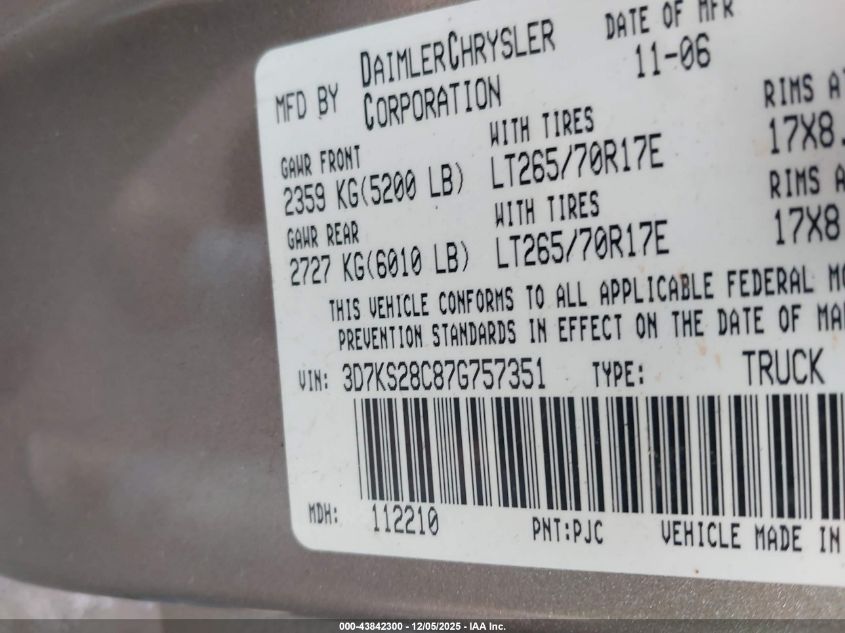 MFD BY DAIMLERCHRYSLER CORPORATION
DATE OF MFR 11-06
GAWR FRONT WITH TIRES RIMS
2359 KG(5200 LB) LT265/70R17E 17X8.
GAWR REAR WITH TIRES RIMS
2727 KG(6010 LB) LT265/70R17E 17X8
THIS VEHICLE CONFORMS TO ALL APPLICABLE FEDERAL
PREVENTION STANDARDS IN EFFECT ON THE DATE OF
VIN: 3D7KS28C87G757351 TYPE: TRUCK
MDH: 112210 PNT:PJC VEHICLE MADE IN
000-43842300 - 12/05/2025 - IAA Inc.